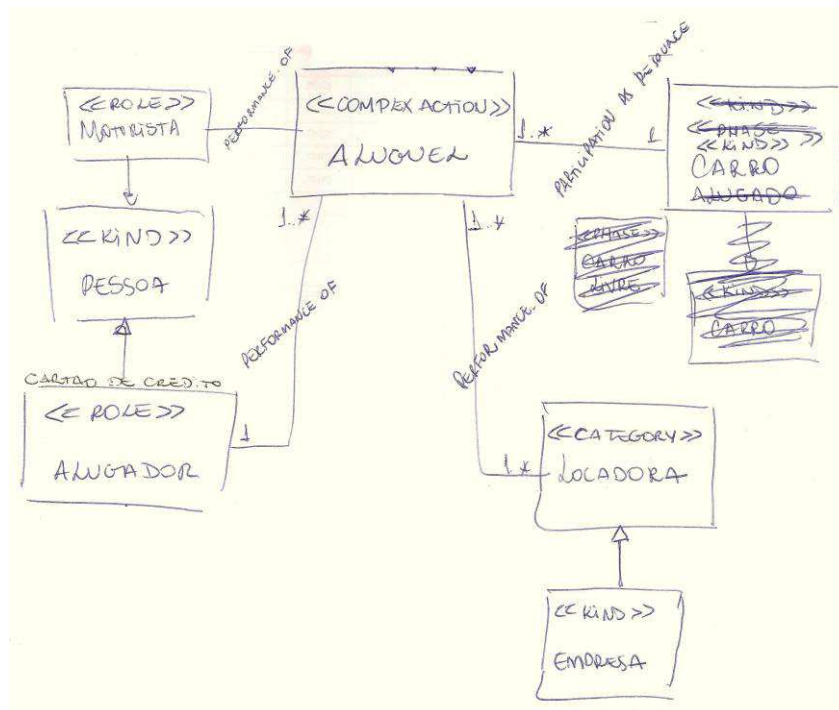 <<ROLE>>
MOTORISTA
PERFORMANCE OF
<<COMPLEX ACTION>>
ALUGUEL
1..*
PARTICIPATION AS RESOURCE
1
<<KIND>>
<<PHASE>>
<<KIND>>
CARRO
ALUGADO
<<KIND>>
PESSOA
1..*
1..*
<<PHASE>>
CARRO
LIVRE
<<KIND>>
CARRO
PERFORMANCE OF
PERFORMANCE OF
CARTAO DE CREDITO
<<ROLE>>
ALUGADOR
1
1..*
<<CATEGORY>>
LOCADORA
<<KIND>>
EMPRESA